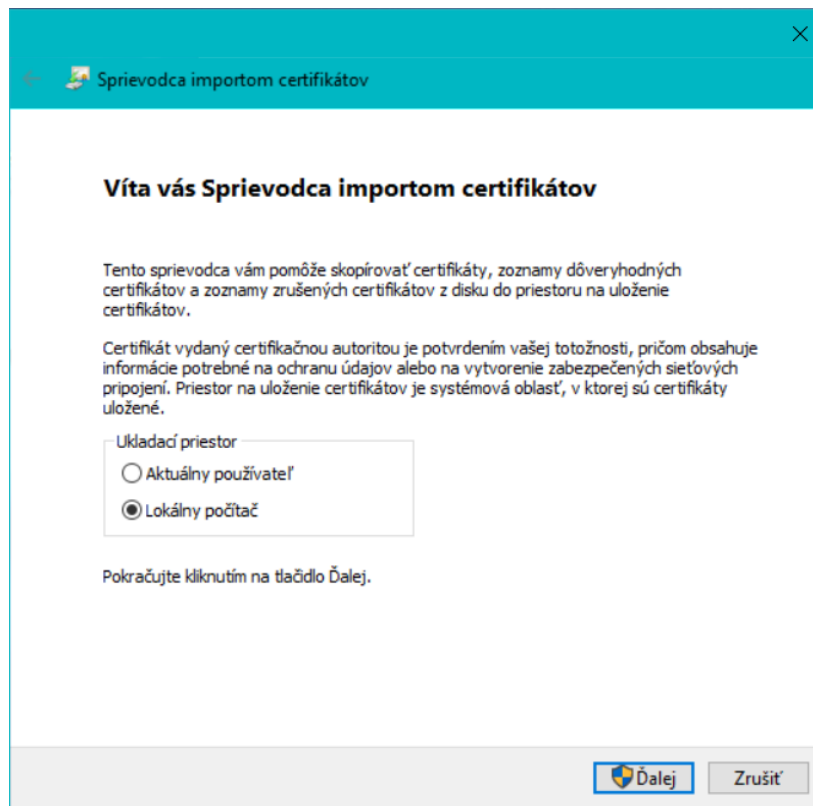 Sprievodca importom certifikátov
Víta vás Sprievodca importom certifikátov
Tento sprievodca vám pomôže skopírovať certifikáty, zoznamy dôveryhodných
certifikátov a zoznamy zrušených certifikátov z disku do priestoru na uloženie
certifikátov.
Certifikát vydaný certifikačnou autoritou je potvrdením vašej totožnosti, pričom obsahuje
informácie potrebné na ochranu údajov alebo na vytvorenie zabezpečených sieťových
pripojení. Priestor na uloženie certifikátov je systémová oblasť, v ktorej sú certifikáty
uložené.
Ukladací priestor
Aktuálny používateľ
Lokálny počítač
Pokračujte kliknutím na tlačidlo Ďalej.
Ďalej Zrušiť